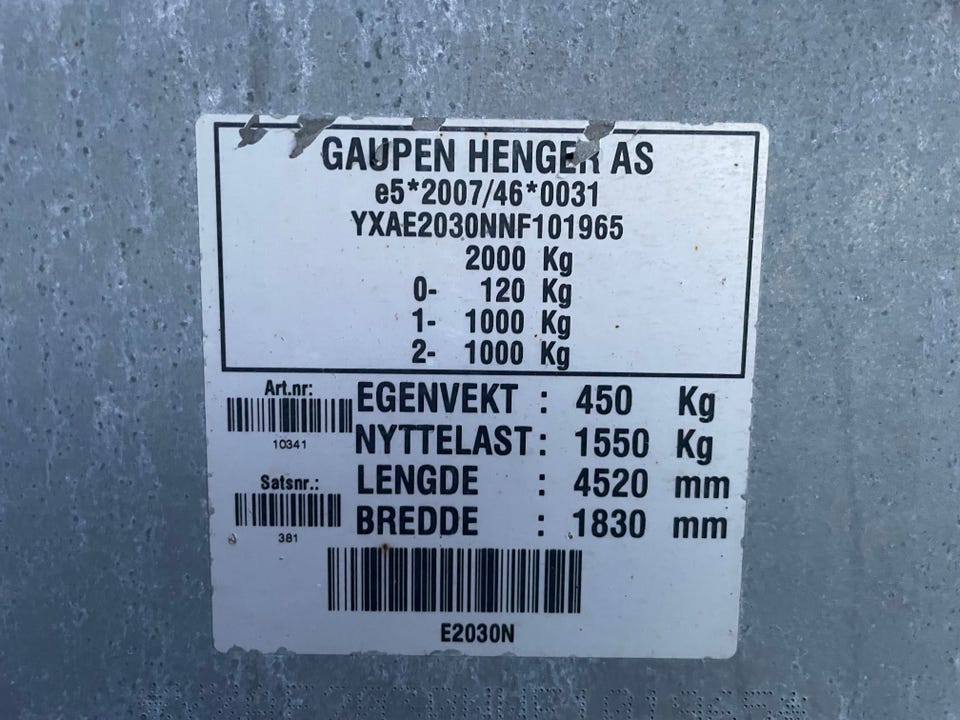 GAUPEN HENGER AS
e5*2007/46*0031
YXAE2030NNF101965
2000 Kg
0- 120 Kg
1- 1000 Kg
2- 1000 Kg
Art.nr:
10341
EGENVEKT : 450 Kg
NYTTELAST : 1550 Kg
Satsnr.:
381
LENGDE : 4520 mm
BREDDE : 1830 mm
E2030N